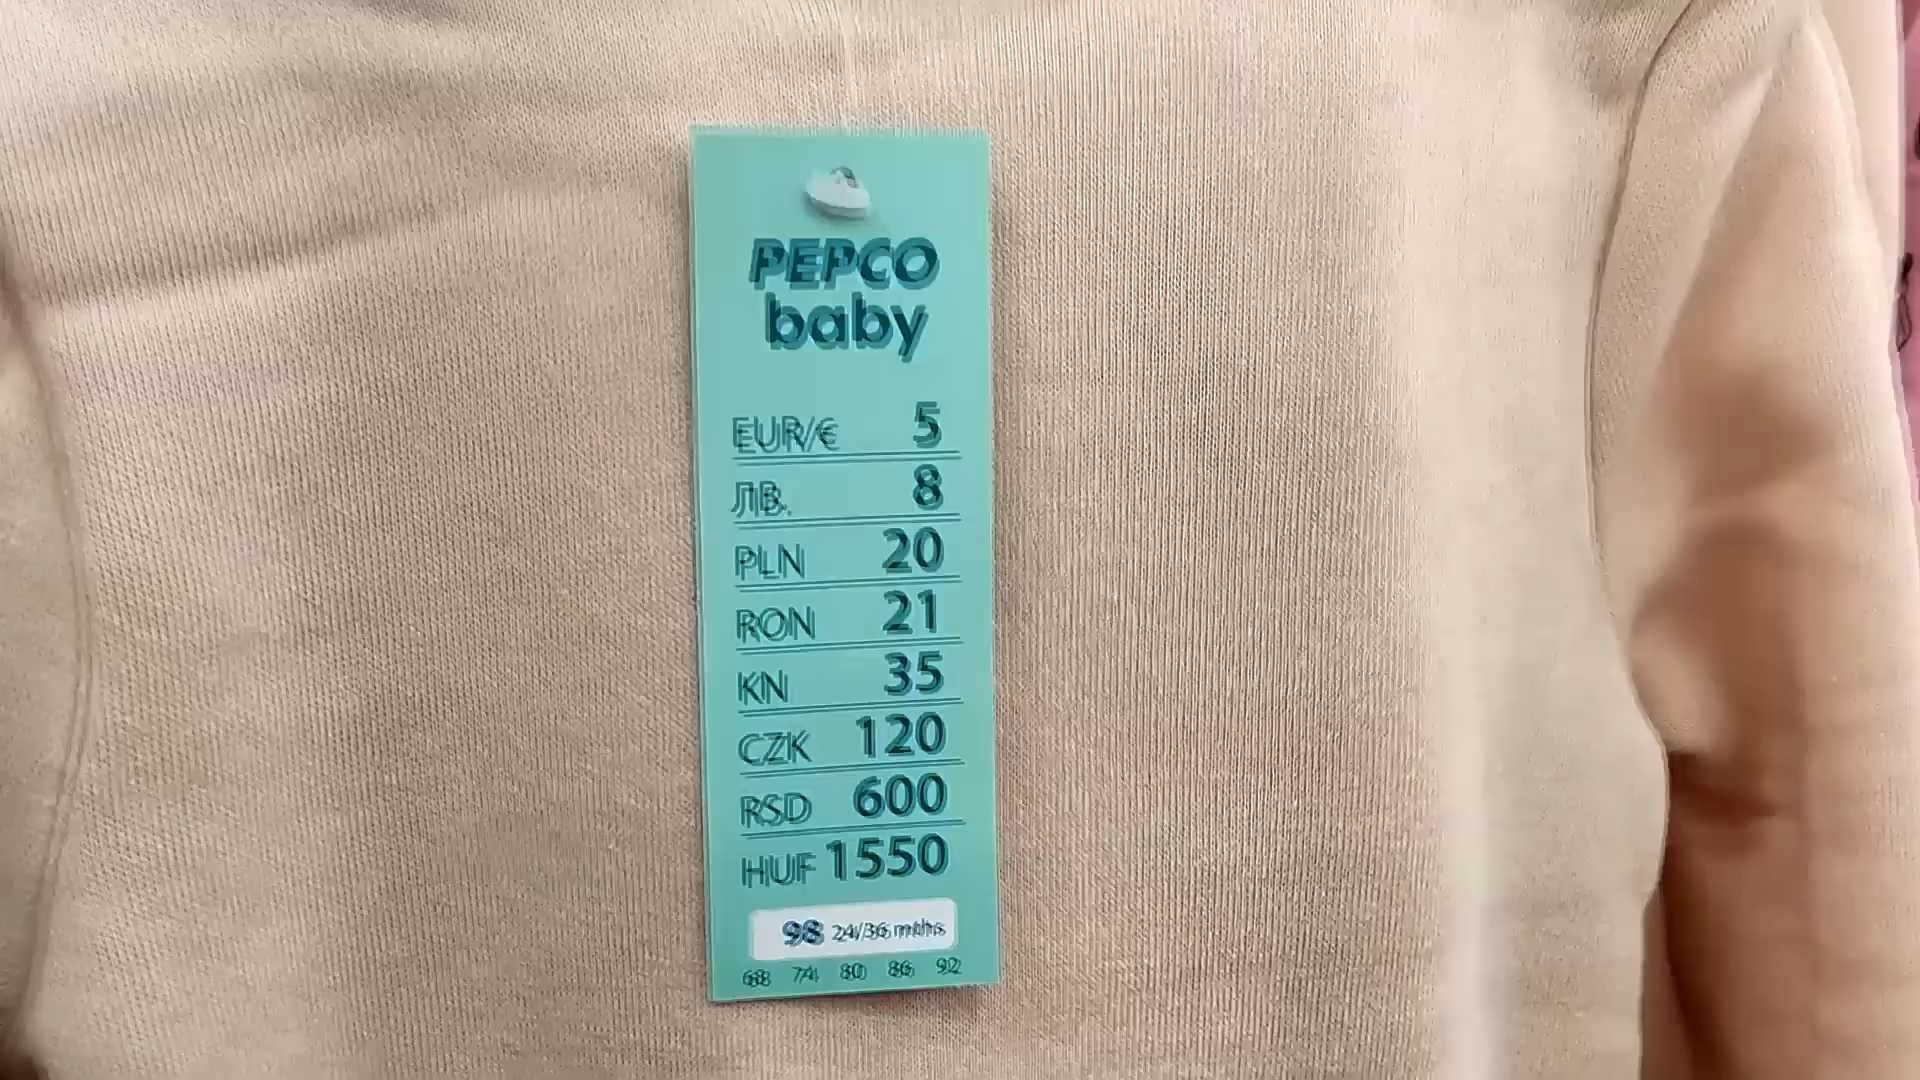 PEPCO
baby
EUR/€ 5
ЛВ. 8
PLN 20
RON 21
KN 35
CZK 120
RSD 600
HUF 1550
98 24/36 mths
68 74 80 86 92